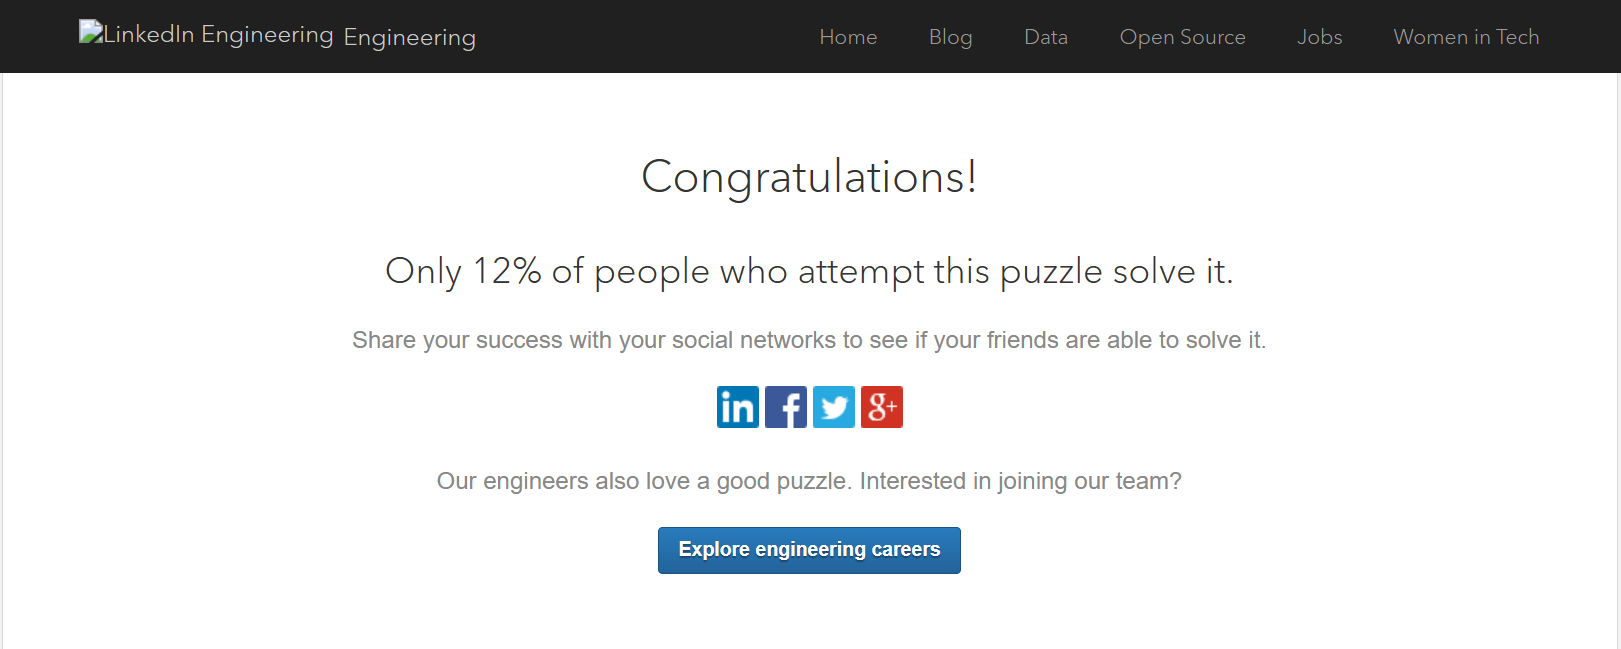 LinkedIn Engineering Engineering Home Blog Data Open Source Jobs Women in Tech
Congratulations!
Only 12% of people who attempt this puzzle solve it.
Share your success with your social networks to see if your friends are able to solve it.
in f g+
Our engineers also love a good puzzle. Interested in joining our team?
Explore engineering careers